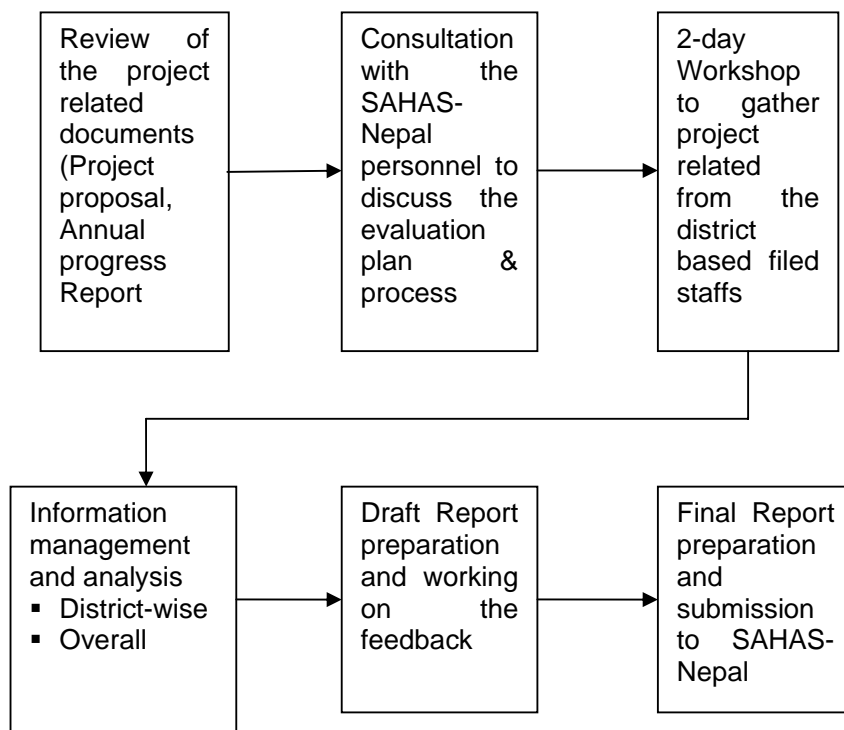 Review of
the project
related
documents
(Project
proposal,
Annual
progress
Report
Consultation
with the
SAHAS-
Nepal
personnel to
discuss the
evaluation
plan &
process
2-day
Workshop
to gather
project
related
from the
district
based filed
staffs
Information
management
and analysis
▪ District-wise
▪ Overall
Draft Report
preparation
and working
on the
feedback
Final Report
preparation
and
submission
to SAHAS-
Nepal